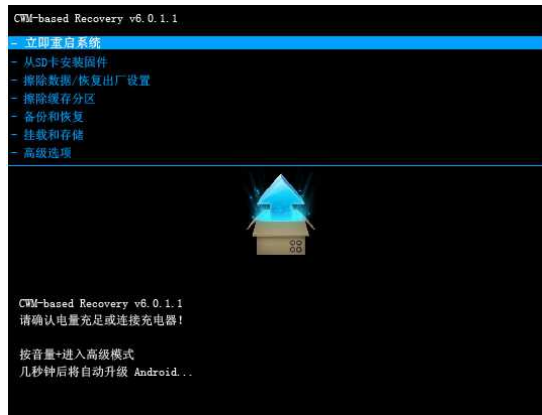 CWM-based Recovery v6.0.1.1
- 立即重启系统
- 从SD卡安装固件
- 擦除数据/恢复出厂设置
- 擦除缓存分区
- 备份和恢复
- 挂载和存储
- 高级选项
CWM-based Recovery v6.0.1.1
请确认电量充足或连接充电器!
按音量+进入高级模式
几秒钟后将自动升级 Android...